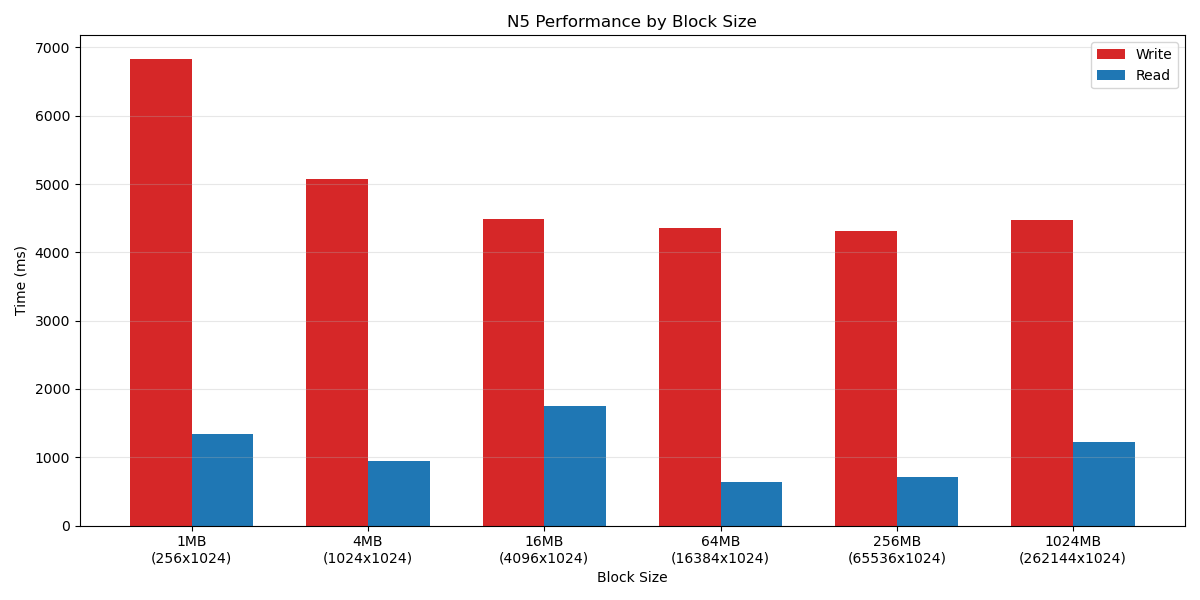 N5 Performance by Block Size
Write
Read
Time (ms)
7000
6000
5000
4000
3000
2000
1000
0
1MB
(256x1024)
4MB
(1024x1024)
16MB
(4096x1024)
64MB
(16384x1024)
256MB
(65536x1024)
1024MB
(262144x1024)
Block Size